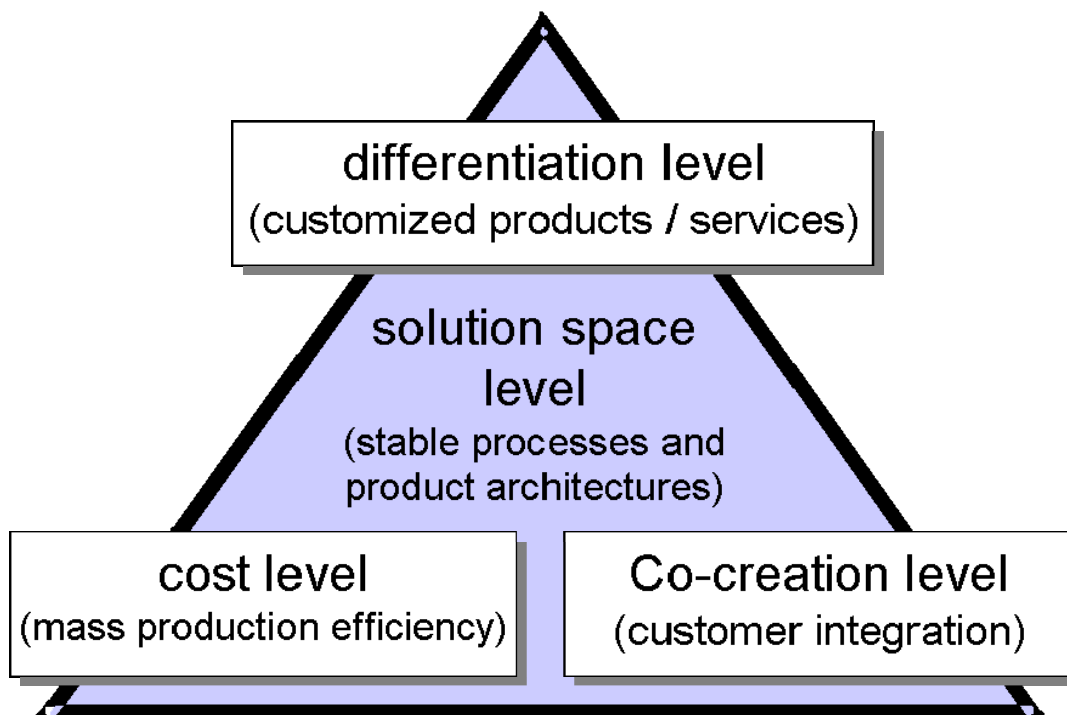 differentiation level
(customized products / services)
solution space
level
(stable processes and
product architectures)
cost level
(mass production efficiency)
Co-creation level
(customer integration)